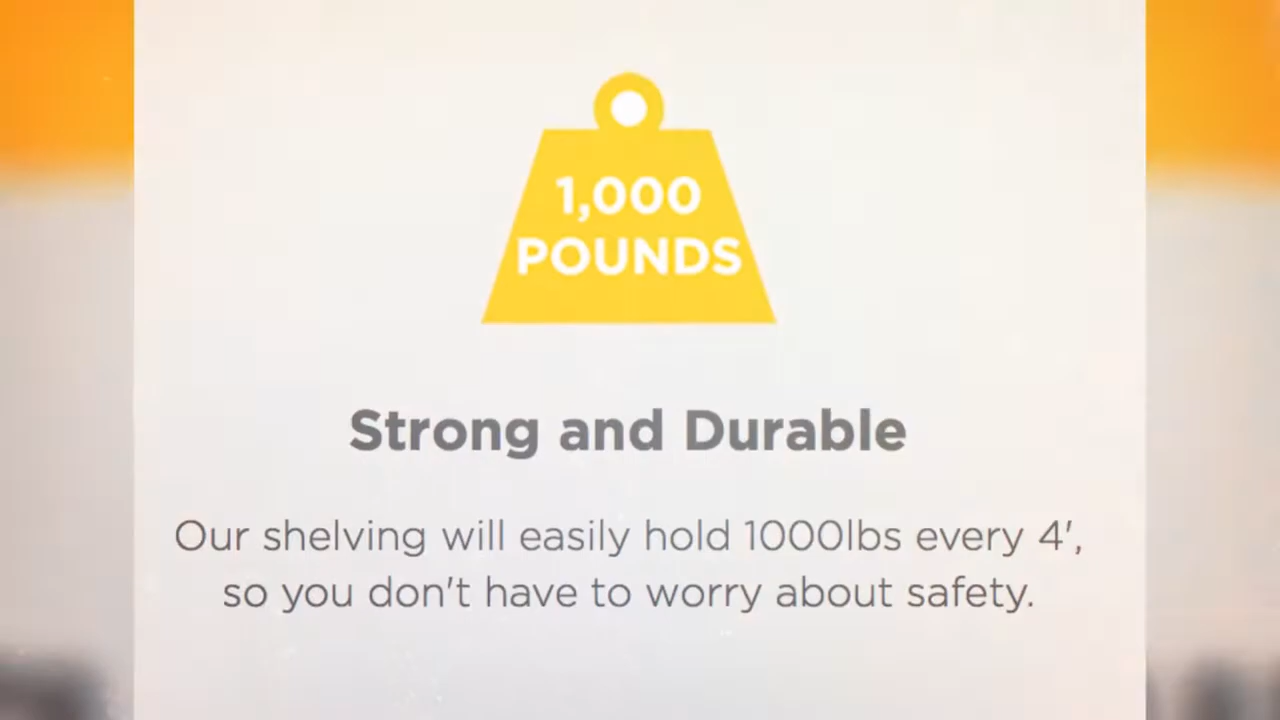 1,000
POUNDS
Strong and Durable
Our shelving will easily hold 1000lbs every 4',
so you don't have to worry about safety.